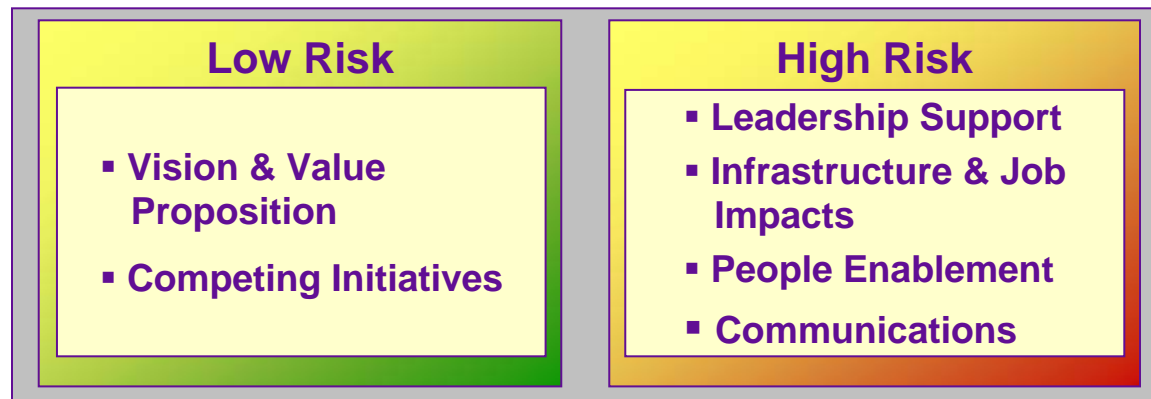 Low Risk
▪ Vision & Value
Proposition
▪ Competing Initiatives
High Risk
▪ Leadership Support
▪ Infrastructure & Job
Impacts
▪ People Enablement
▪ Communications